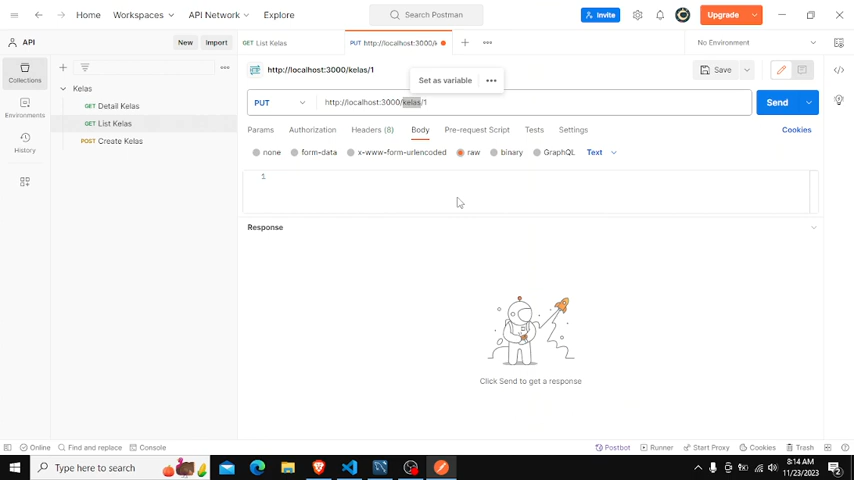 Home Workspaces API Network Explore Search Postman Invite Upgrade
API New Import GET List Kelas PUT http://localhost:3000/k No Environment
Collections
Environments
History
Kelas
GET Detail Kelas
GET List Kelas
POST Create Kelas
http://localhost:3000/kelas/1 Save
Set as variable
PUT http://localhost:3000/kelas/1 Send
Params Authorization Headers (8) Body Pre-request Script Tests Settings Cookies
none form-data x-www-form-urlencoded raw binary GraphQL Text
1
Response
Click Send to get a response
Online Find and replace Console Postbot Runner Start Proxy Cookies Trash
Type here to search
8:14 AM
11/23/2023
2